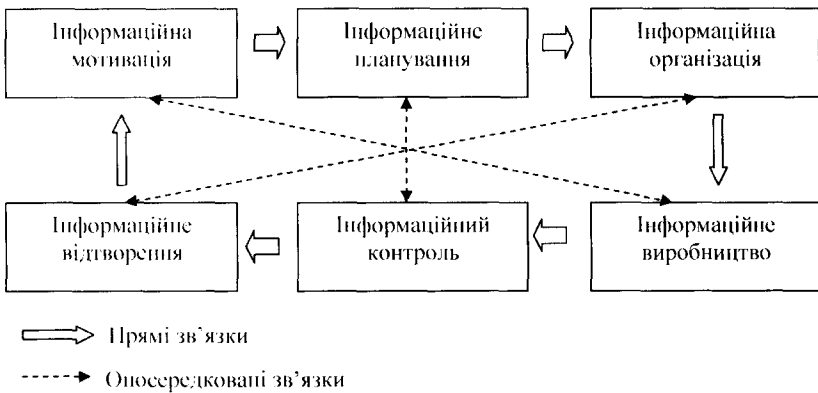 Інформаційна
мотивація
Інформаційне
планування
Інформаційна
організація
Інформаційне
відтворення
Інформаційний
контроль
Інформаційне
виробництво
Прямі зв'язки
Опосередковані зв'язки